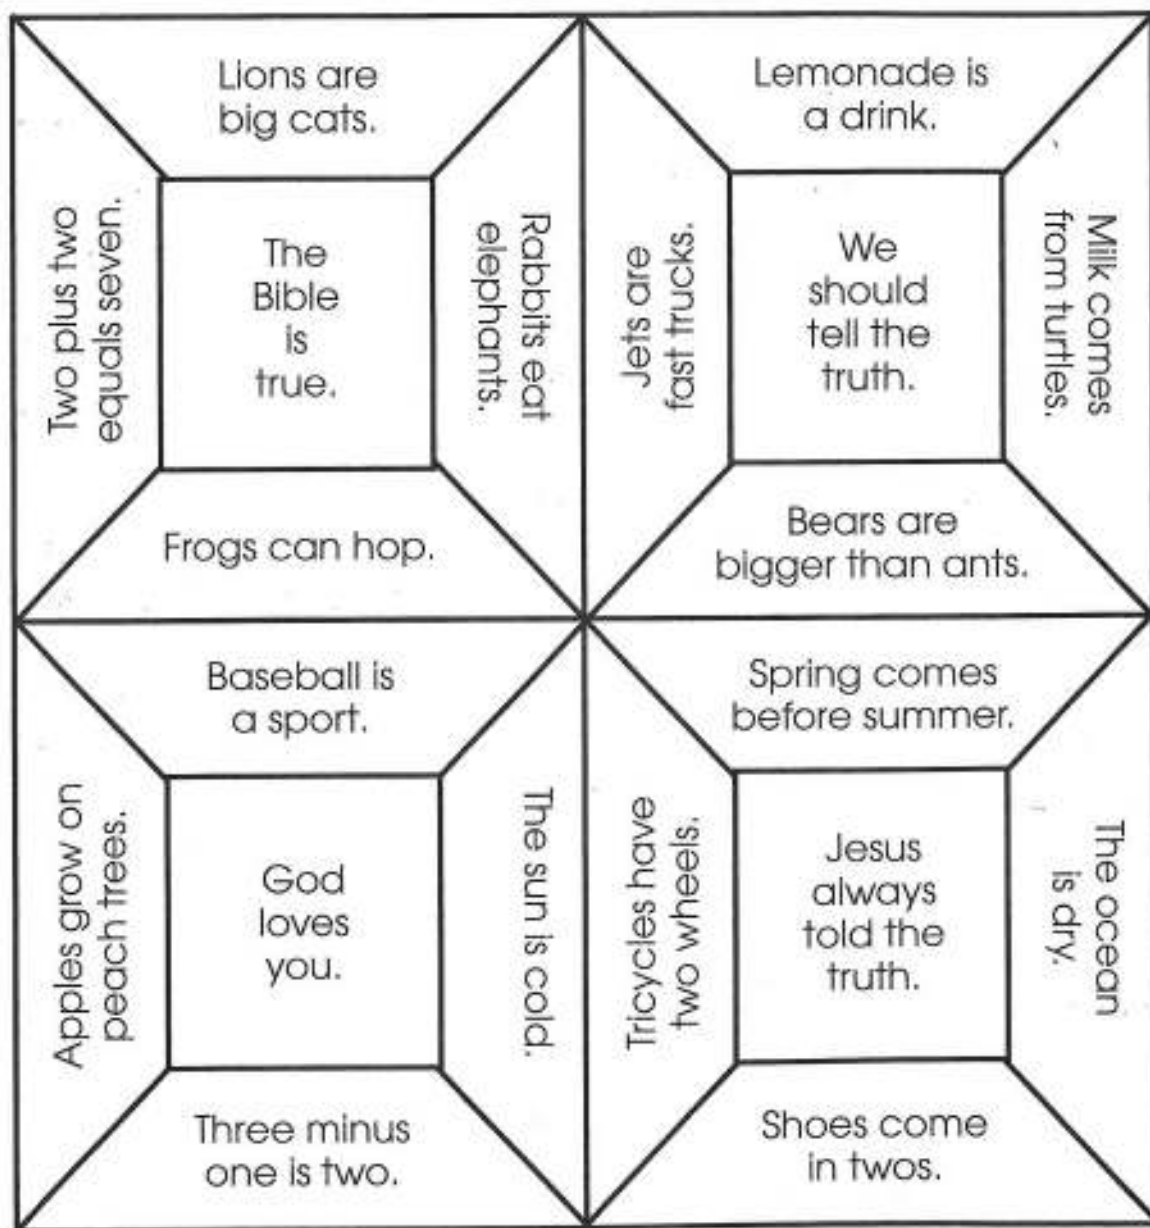 Lions are
big cats.
Two plus two
equals seven.
The
Bible
is
true.
Rabbits eat
elephants.
Frogs can hop.
Lemonade is
a drink.
Jets are
fast trucks.
We
should
tell the
truth.
Milk comes
from turtles.
Bears are
bigger than ants.
Baseball is
a sport.
Apples grow on
peach trees.
God
loves
you.
The sun is cold.
Three minus
one is two.
Spring comes
before summer.
Tricycles have
two wheels.
Jesus
always
told the
truth.
The ocean
is dry.
Shoes come
in twos.